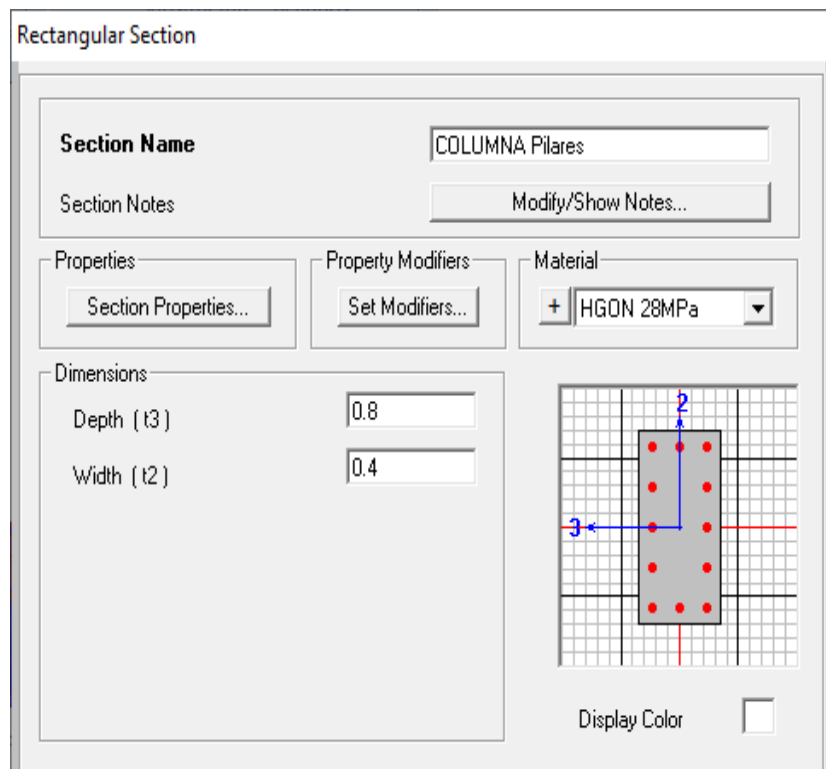 Rectangular Section
Section Name COLUMNA Pilares
Section Notes Modify/Show Notes...
Properties Property Modifiers Material
Section Properties... Set Modifiers... + HGON 28MPa
Dimensions
Depth ( t3 ) 0.8
Width ( t2 ) 0.4
2
3
Display Color